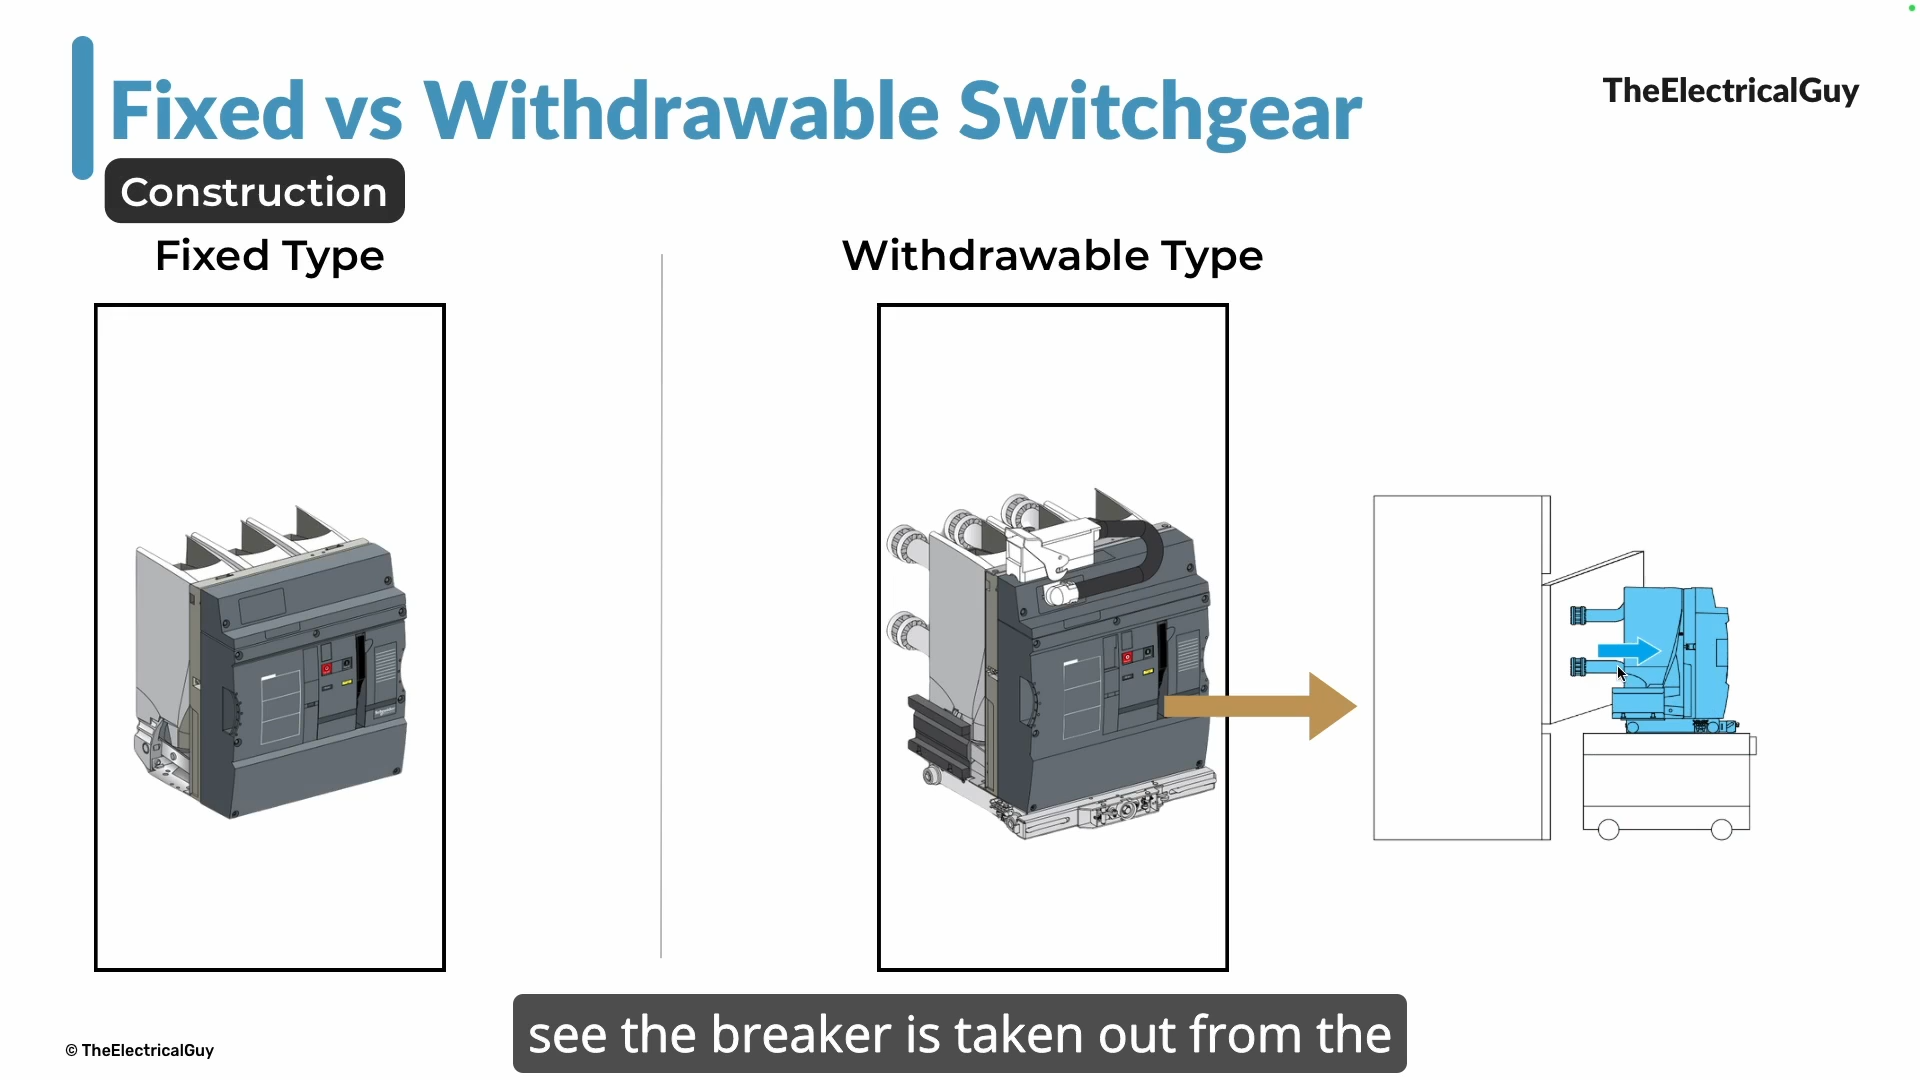 Fixed vs Withdrawable Switchgear
TheElectricalGuy
Construction
Fixed Type
Withdrawable Type
see the breaker is taken out from the
© TheElectricalGuy